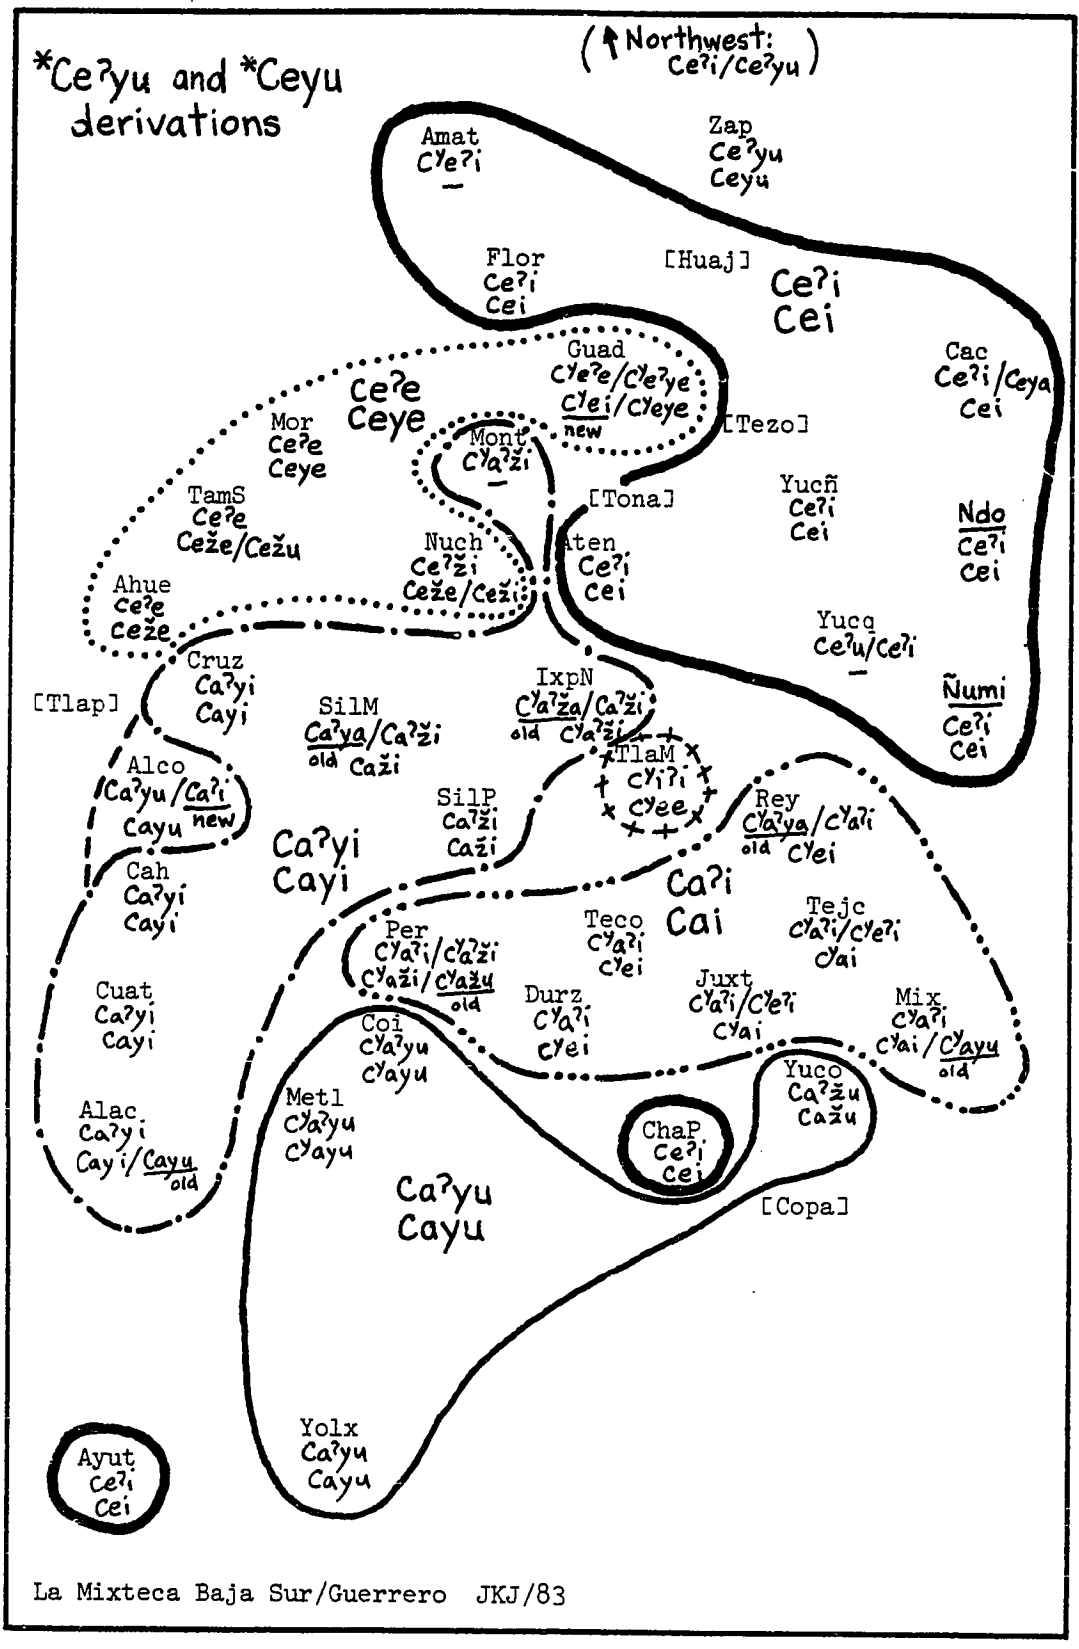 *Ceʔyu and *Ceyu
derivations
(↑ Northwest:
Ceʔi/Ceʔyu)
Amat
Cʸeʔi
—
Zap
Ceʔyu
Ceyu
Flor
Ceʔi
Cei
[Huaj]
Ceʔi
Cei
Guad
Cʸeʔe/Cʸeʔye
Cʸei/Cʸeye
new
Cac
Ceʔi/Ceya
Cei
Ceʔe
Ceye
Mor
Ceʔe
Ceye
Mont
Cʸaʔži
—
[Tezo]
TamS
Ceʔe
Ceže/Cežu
[Tona]
Yucñ
Ceʔi
Cei
Ndo
Ceʔi
Cei
Nuch
Ceʔži
Ceže/Ceži
Aten
Ceʔi
Cei
Ahue
Ceʔe
Ceže
Yucq
Ceʔu/Ceʔi
—
Cruz
Caʔyi
Cayi
[Tlap]
SilM
Caʔya/Caʔži
old Caži
IxpN
Cʸaʔža/Caʔži
old Cʸaʔži
Ñumi
Ceʔi
Cei
TlaM
Cʸiʔi
Cʸee
Alco
Caʔyu/Caʔi
Cayu new
SilP
Caʔži
Caži
Rey
Cʸaʔya/Cʸaʔi
old Cʸei
Caʔyi
Cayi
Cah
Caʔyi
Cayi
Caʔi
Cai
Per
Cʸaʔi/Cʸaʔži
Cʸaži/Cʸažu
old
Teco
Cʸaʔi
Cʸei
Tejc
Cʸaʔi/Cʸeʔi
Cʸai
Cuat
Caʔyi
Cayi
Durz
Cʸaʔi
Cʸei
Juxt
Cʸaʔi/Cʸeʔi
Cʸai
Mix
Cʸaʔi
Cʸai/Cʸayu
old
Coi
Cʸaʔyu
Cʸayu
Yuco
Caʔžu
Cažu
Metl
Cʸaʔyu
Cʸayu
Alac
Caʔyi
Cayi/Cayu
old
ChaP
Ceʔi
Cei
Caʔyu
Cayu
[Copa]
Yolx
Caʔyu
Cayu
Ayut
Ceʔi
Cei
La Mixteca Baja Sur/Guerrero JKJ/83